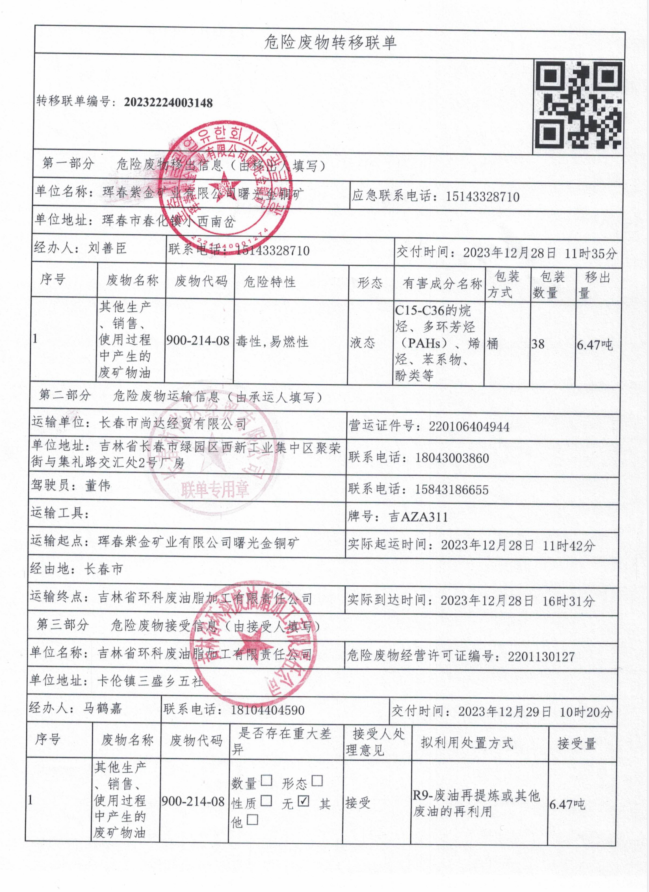 危险废物转移联单
转移联单编号：20232224003148
第一部分 危险废物移出信息（由移出人填写）
单位名称：珲春紫金矿业有限公司曙光金铜矿 应急联系电话：15143328710
单位地址：珲春市春化镇小西南岔
经办人：刘善臣 联系电话：15143328710 交付时间：2023年12月28日 11时35分
序号 废物名称 废物代码 危险特性 形态 有害成分名称 包装方式 包装数量 移出量
1 其他生产、销售、使用过程中产生的废矿物油 900-214-08 毒性,易燃性 液态 C15-C36的烷烃、多环芳烃（PAHs）、烯烃、苯系物、酚类等 桶 38 6.47吨
第二部分 危险废物运输信息（由承运人填写）
运输单位：长春市尚达经贸有限公司 营运证件号：220106404944
单位地址：吉林省长春市绿园区西新工业集中区聚荣街与集礼路交汇处2号厂房 联系电话：18043003860
驾驶员：董伟 联系电话：15843186655
运输工具： 牌号：吉AZA311
运输起点：珲春紫金矿业有限公司曙光金铜矿 实际起运时间：2023年12月28日 11时42分
经由地：长春市
运输终点：吉林省环科废油脂加工有限责任公司 实际到达时间：2023年12月28日 16时31分
第三部分 危险废物接受信息（由接受人填写）
单位名称：吉林省环科废油脂加工有限责任公司 危险废物经营许可证编号：2201130127
单位地址：卡伦镇三盛乡五社
经办人：马鹤嘉 联系电话：18104404590 交付时间：2023年12月29日 10时20分
序号 废物名称 废物代码 是否存在重大差异 接受人处理意见 拟利用处置方式 接受量
1 其他生产、销售、使用过程中产生的废矿物油 900-214-08 数量☐ 形态☐ 性质☐ 无☑ 其他☐ 接受 R9-废油再提炼或其他废油的再利用 6.47吨
联单专用章